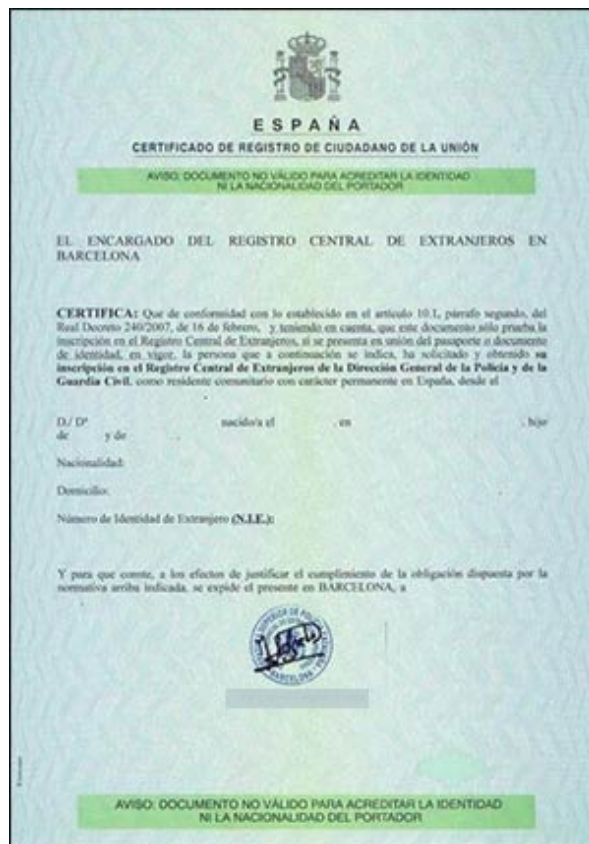 ESPAÑA
CERTIFICADO DE REGISTRO DE CIUDADANO DE LA UNIÓN
AVISO: DOCUMENTO NO VÁLIDO PARA ACREDITAR LA IDENTIDAD
NI LA NACIONALIDAD DEL PORTADOR
EL ENCARGADO DEL REGISTRO CENTRAL DE EXTRANJEROS EN
BARCELONA
CERTIFICA: Que de conformidad con lo establecido en el artículo 10.1, párrafo segundo, del
Real Decreto 240/2007, de 16 de febrero, y teniendo en cuenta, que este documento sólo prueba la
inscripción en el Registro Central de Extranjeros, si se presenta en unión del pasaporte o documento
de identidad, en vigor, la persona que a continuación se indica, ha solicitado y obtenido su
inscripción en el Registro Central de Extranjeros de la Dirección General de la Policía y de la
Guardia Civil, como residente comunitario con carácter permanente en España, desde el
D./ Dª nacido/a el , en , hijo
de y de
Nacionalidad:
Domicilio:
Número de Identidad de Extranjero (N.I.E.):
Y para que conste, a los efectos de justificar el cumplimiento de la obligación dispuesta por la
normativa arriba indicada, se expide el presente en BARCELONA, a
SUPERIOR DE POLICIA
BARCELONA
AVISO: DOCUMENTO NO VÁLIDO PARA ACREDITAR LA IDENTIDAD
NI LA NACIONALIDAD DEL PORTADOR